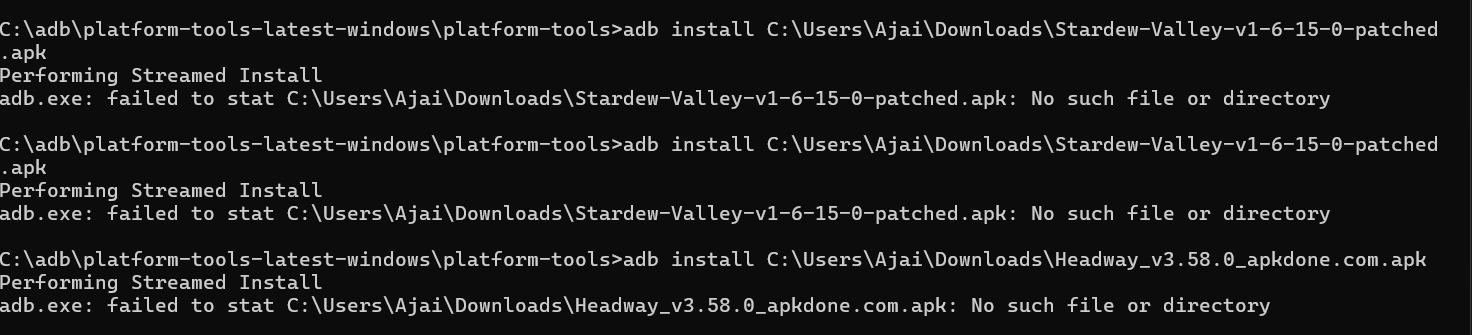 C:\adb\platform-tools-latest-windows\platform-tools>adb install C:\Users\Ajai\Downloads\Stardew-Valley-v1-6-15-0-patched
.apk
Performing Streamed Install
adb.exe: failed to stat C:\Users\Ajai\Downloads\Stardew-Valley-v1-6-15-0-patched.apk: No such file or directory
C:\adb\platform-tools-latest-windows\platform-tools>adb install C:\Users\Ajai\Downloads\Stardew-Valley-v1-6-15-0-patched
.apk
Performing Streamed Install
adb.exe: failed to stat C:\Users\Ajai\Downloads\Stardew-Valley-v1-6-15-0-patched.apk: No such file or directory
C:\adb\platform-tools-latest-windows\platform-tools>adb install C:\Users\Ajai\Downloads\Headway_v3.58.0_apkdone.com.apk
Performing Streamed Install
adb.exe: failed to stat C:\Users\Ajai\Downloads\Headway_v3.58.0_apkdone.com.apk: No such file or directory